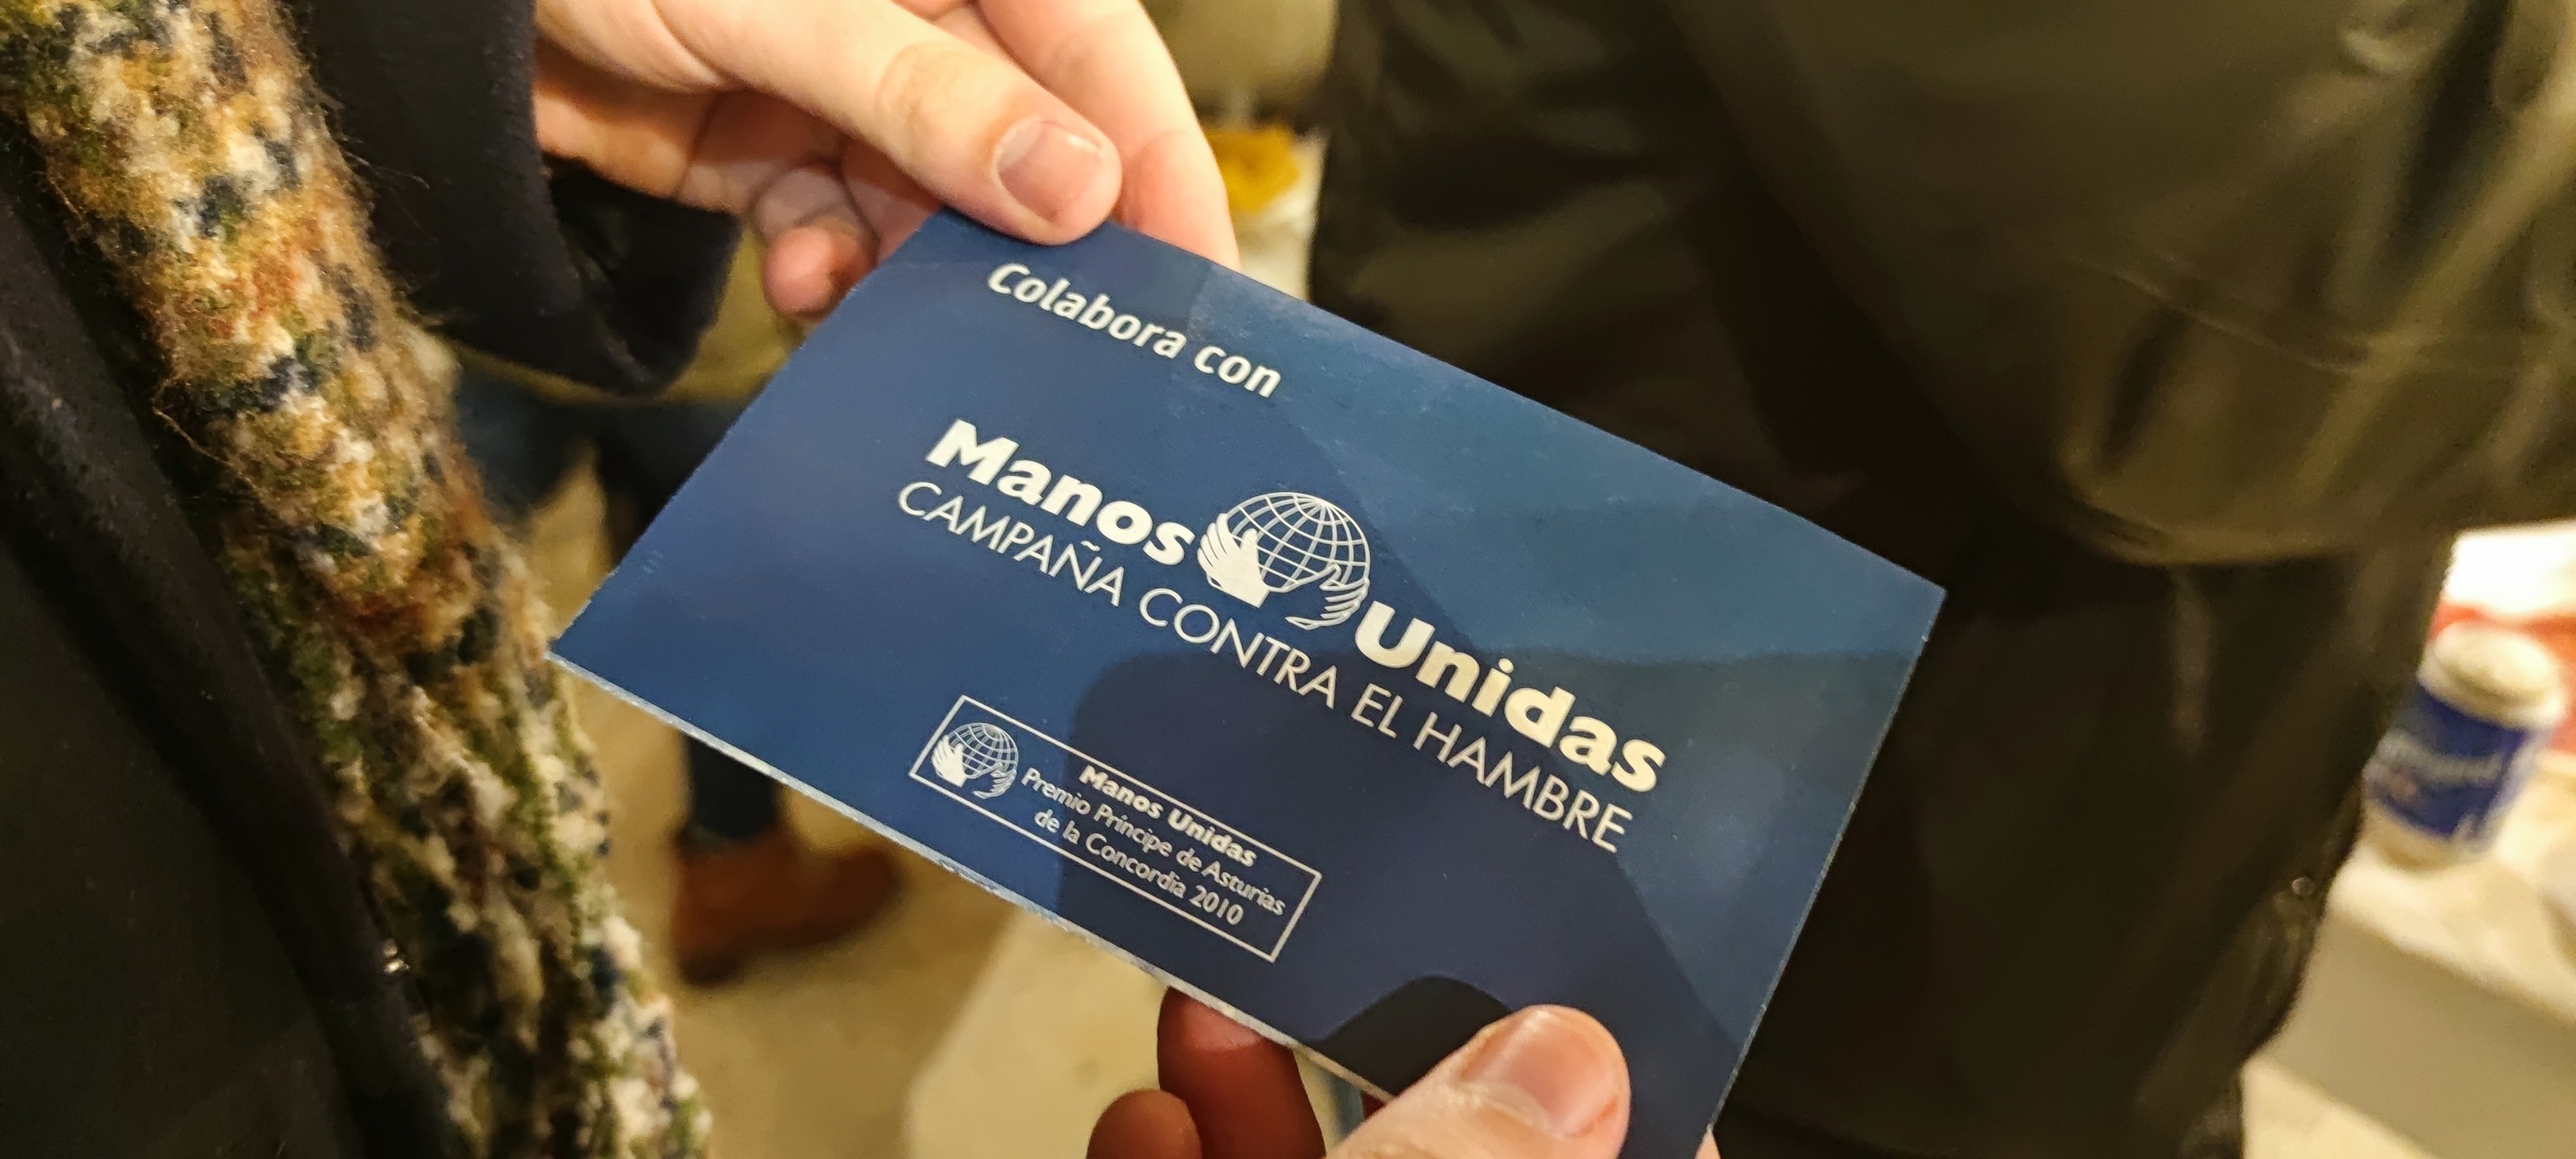 Colabora con
Manos Unidas
CAMPAÑA CONTRA EL HAMBRE
Manos Unidas
Premio Príncipe de Asturias
de la Concordia 2010